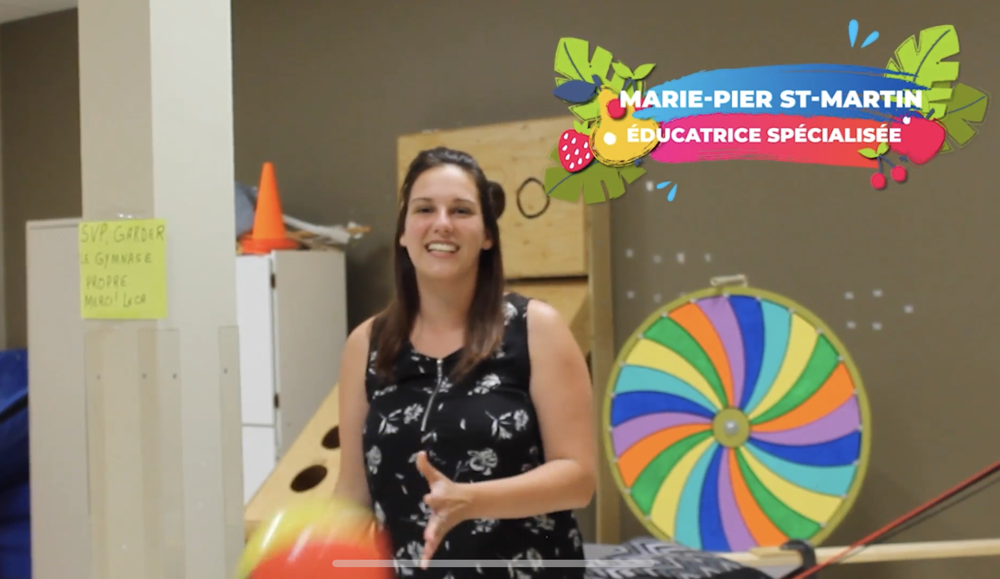 MARIE-PIER ST-MARTIN
ÉDUCATRICE SPÉCIALISÉE
SVP. GARDER
LE GYMNASE
PROPRE
MERCI!